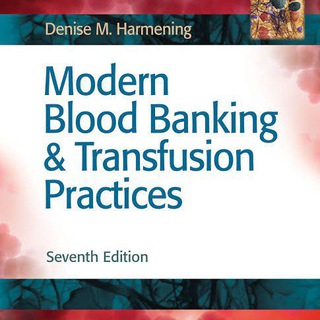 Denise M. Harmening
Modern
Blood Banking
& Transfusion
Practices
Seventh Edition